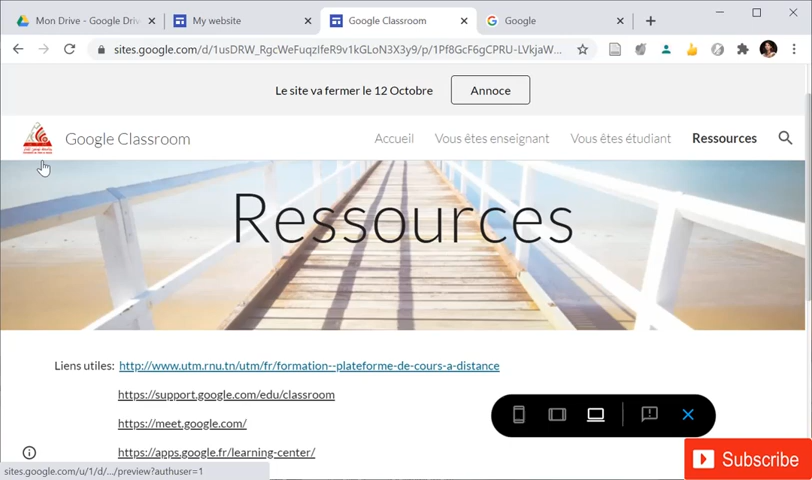 Mon Drive - Google Driv
My website
Google Classroom
Google
sites.google.com/d/1usDRW_RgcWeFuqzIfeR9v1kGLoN3X3y9/p/1Pf8GcF6gCPRU-LVkjaW...
Le site va fermer le 12 Octobre
Annoce
Google Classroom
Accueil
Vous êtes enseignant
Vous êtes étudiant
Ressources
Ressources
Liens utiles: http://www.utm.rnu.tn/utm/fr/formation--plateforme-de-cours-a-distance
https://support.google.com/edu/classroom
https://meet.google.com/
https://apps.google.fr/learning-center/
sites.google.com/u/1/d/.../preview?authuser=1
Subscribe